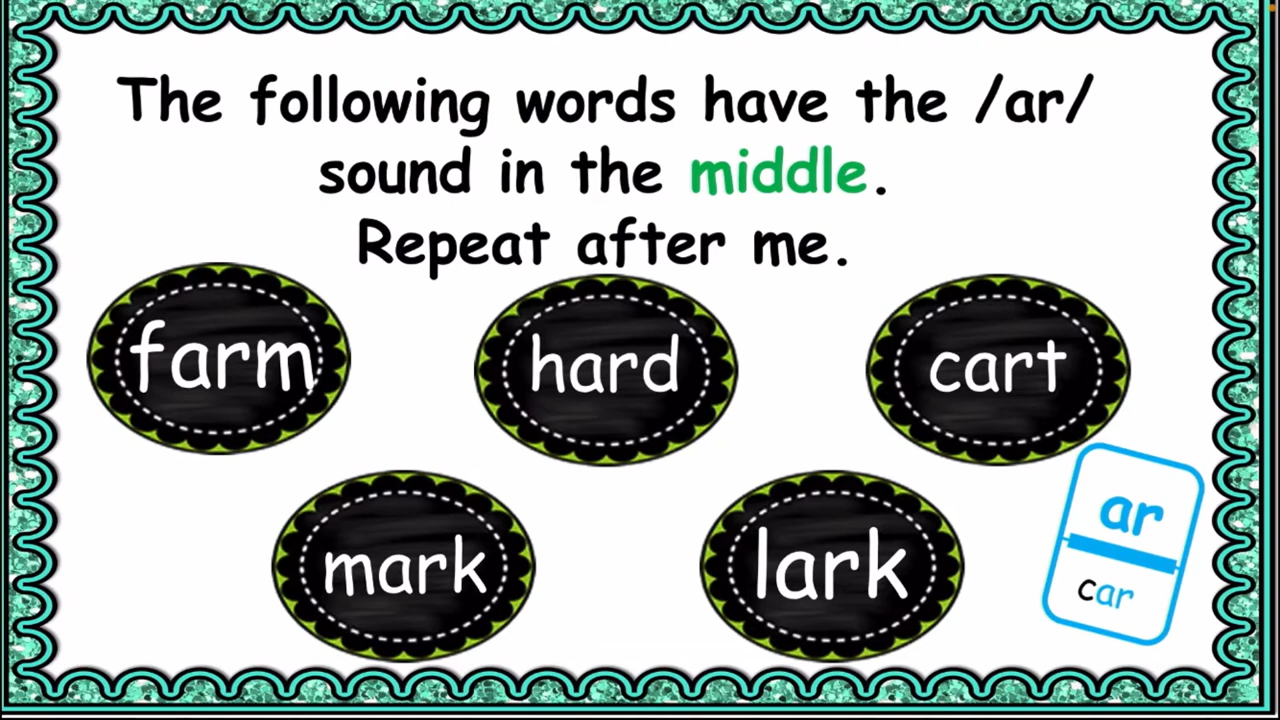 The following words have the /ar/
sound in the middle.
Repeat after me.
farm
hard
cart
mark
lark
ar
car